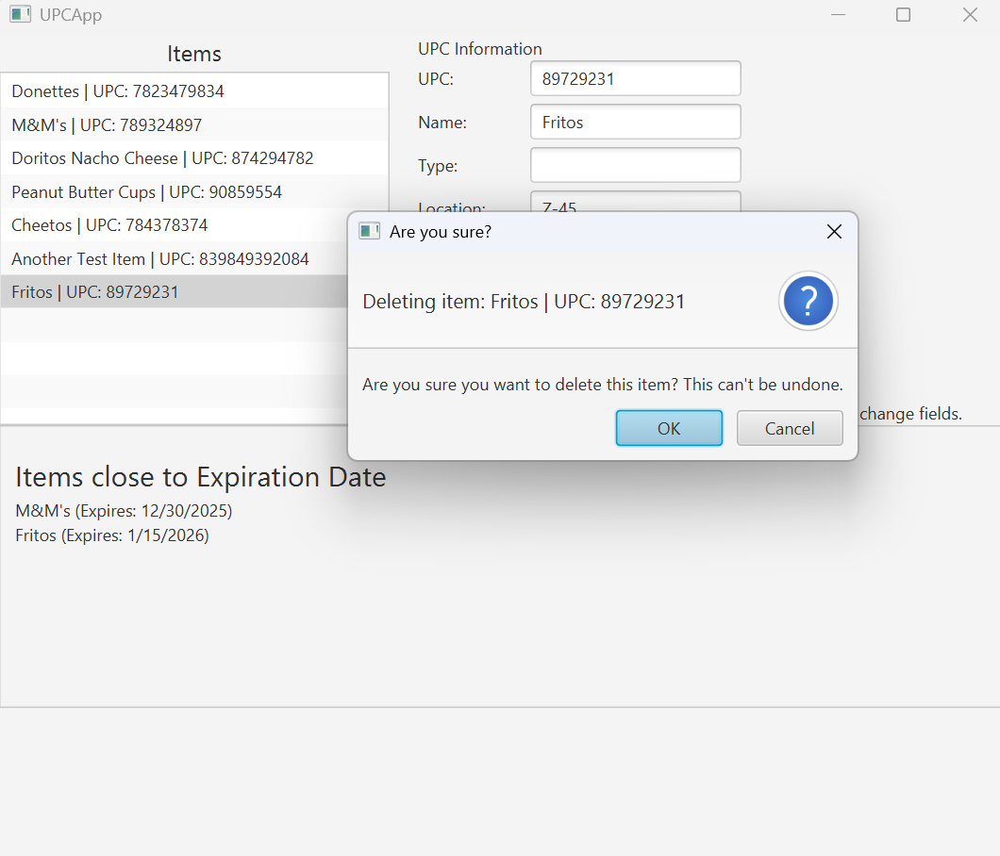 UPCApp
Items
Donettes | UPC: 7823479834
M&M's | UPC: 789324897
Doritos Nacho Cheese | UPC: 874294782
Peanut Butter Cups | UPC: 90859554
Cheetos | UPC: 784378374
Another Test Item | UPC: 839849392084
Fritos | UPC: 89729231
UPC Information
UPC: 89729231
Name: Fritos
Type:
Location: Z-45
Are you sure?
Deleting item: Fritos | UPC: 89729231
?
Are you sure you want to delete this item? This can't be undone.
OK Cancel
change fields.
Items close to Expiration Date
M&M's (Expires: 12/30/2025)
Fritos (Expires: 1/15/2026)